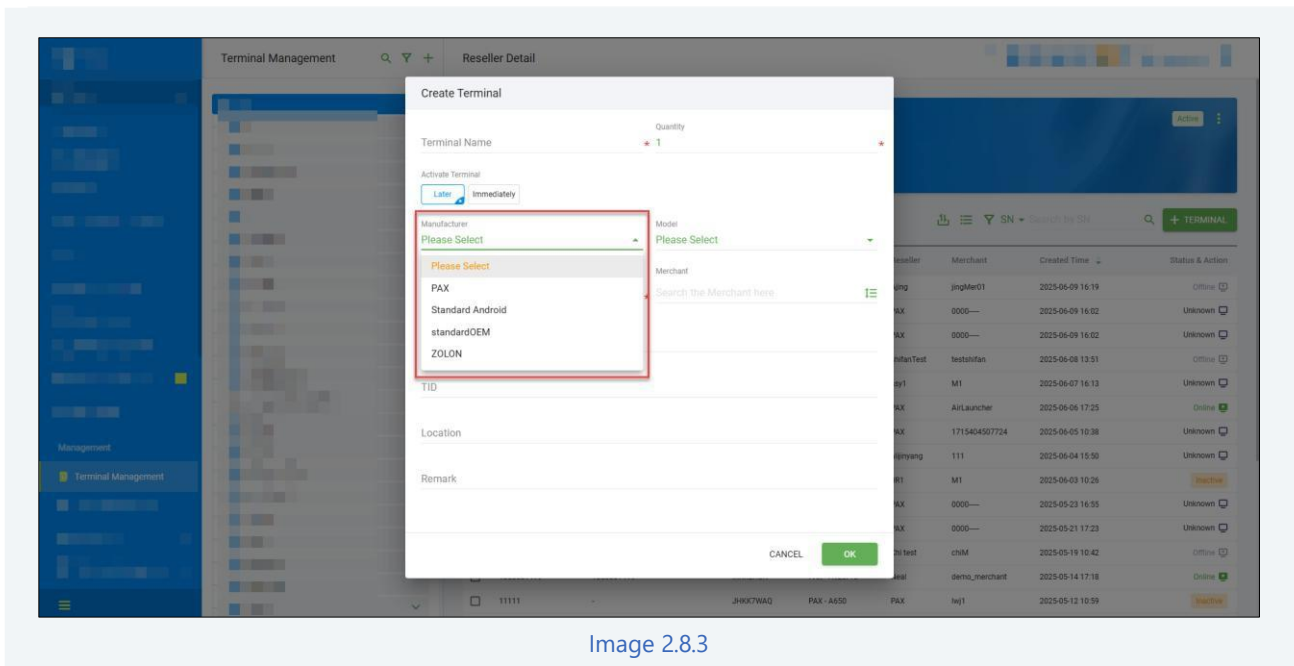 Terminal Management
Reseller Detail
Create Terminal
Active
Terminal Name *
Quantity
1 *
Activate Terminal
Later
Immediately
SN
Search by SN
+ TERMINAL
Manufacturer
Please Select
Model
Please Select
Please Select
PAX
Standard Android
standardOEM
ZOLON
Merchant
Search the Merchant here
TID
Location
Remark
CANCEL
OK
Reseller Merchant Created Time Status & Action
jingMer01 2025-06-09 16:19 Offline
0000---- 2025-06-09 16:02 Unknown
0000---- 2025-06-09 16:02 Unknown
hifanTest testshifan 2025-06-08 13:51 Offline
M1 2025-06-07 16:13 Unknown
AirLauncher 2025-06-06 17:25 Online
1715404507724 2025-06-05 10:38 Unknown
111 2025-06-04 15:50 Unknown
M1 2025-06-03 10:26 Inactive
0000---- 2025-05-23 16:55 Unknown
0000---- 2025-05-21 17:23 Unknown
hi test chiM 2025-05-19 10:42 Offline
demo_merchant 2025-05-14 17:18 Online
11111 - JHKK7WAQ PAX - A650 PAX lwj1 2025-05-12 10:59 Inactive
Management
Terminal Management
Image 2.8.3